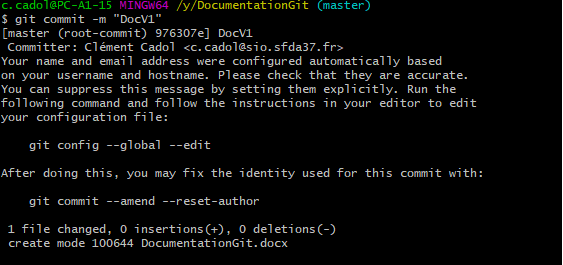 c.cadol@PC-A1-15 MINGW64 /y/DocumentationGit (master)
$ git commit -m "DocV1"
[master (root-commit) 976307e] DocV1
 Committer: Clément Cadol <c.cadol@sio.sfda37.fr>
Your name and email address were configured automatically based
on your username and hostname. Please check that they are accurate.
You can suppress this message by setting them explicitly. Run the
following command and follow the instructions in your editor to edit
your configuration file:

    git config --global --edit

After doing this, you may fix the identity used for this commit with:

    git commit --amend --reset-author

 1 file changed, 0 insertions(+), 0 deletions(-)
 create mode 100644 DocumentationGit.docx